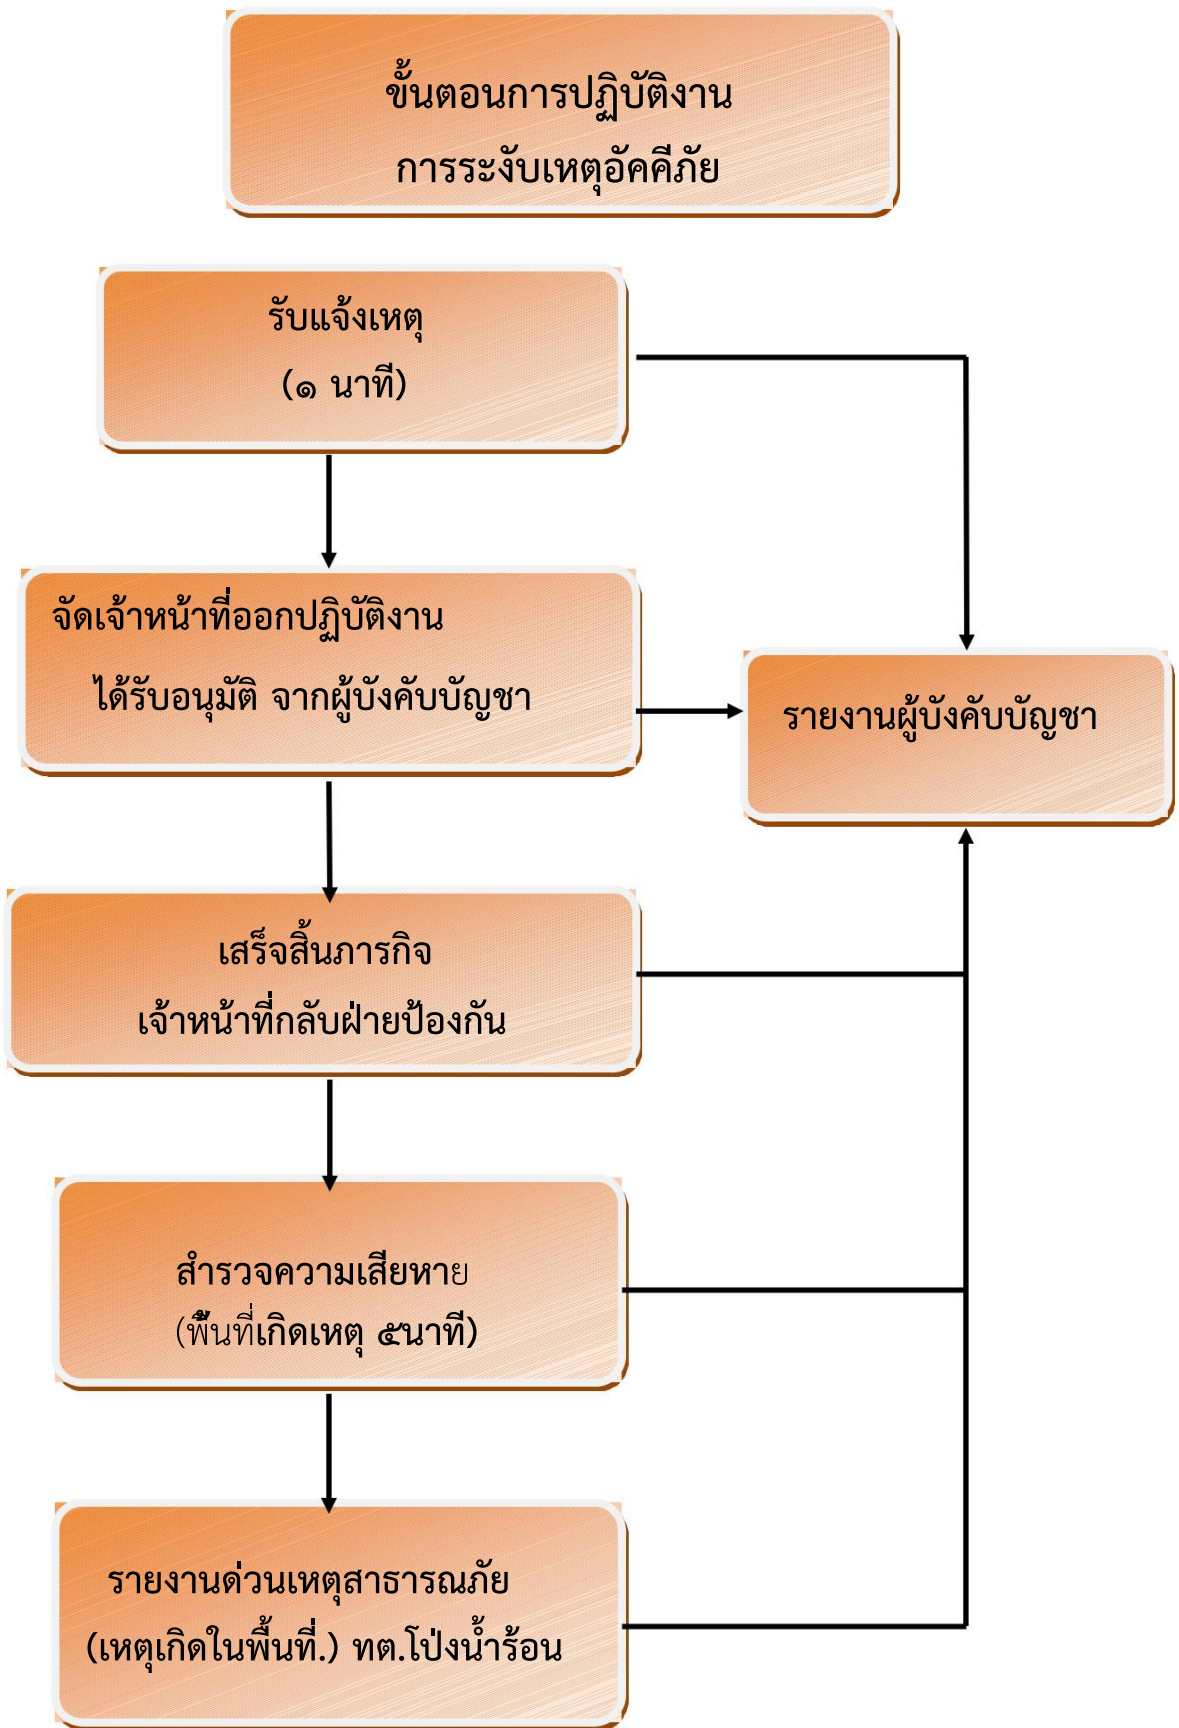 ขั้นตอนการปฏิบัติงาน
การระงับเหตุอัคคีภัย
รับแจ้งเหตุ
(๑ นาที)
จัดเจ้าหน้าที่ออกปฏิบัติงาน
ได้รับอนุมัติ จากผู้บังคับบัญชา
รายงานผู้บังคับบัญชา
เสร็จสิ้นภารกิจ
เจ้าหน้าที่กลับฝ่ายป้องกัน
สำรวจความเสียหาย
(พื้นที่เกิดเหตุ ๕นาที)
รายงานด่วนเหตุสาธารณภัย
(เหตุเกิดในพื้นที่.) ทต.โป่งน้ำร้อน